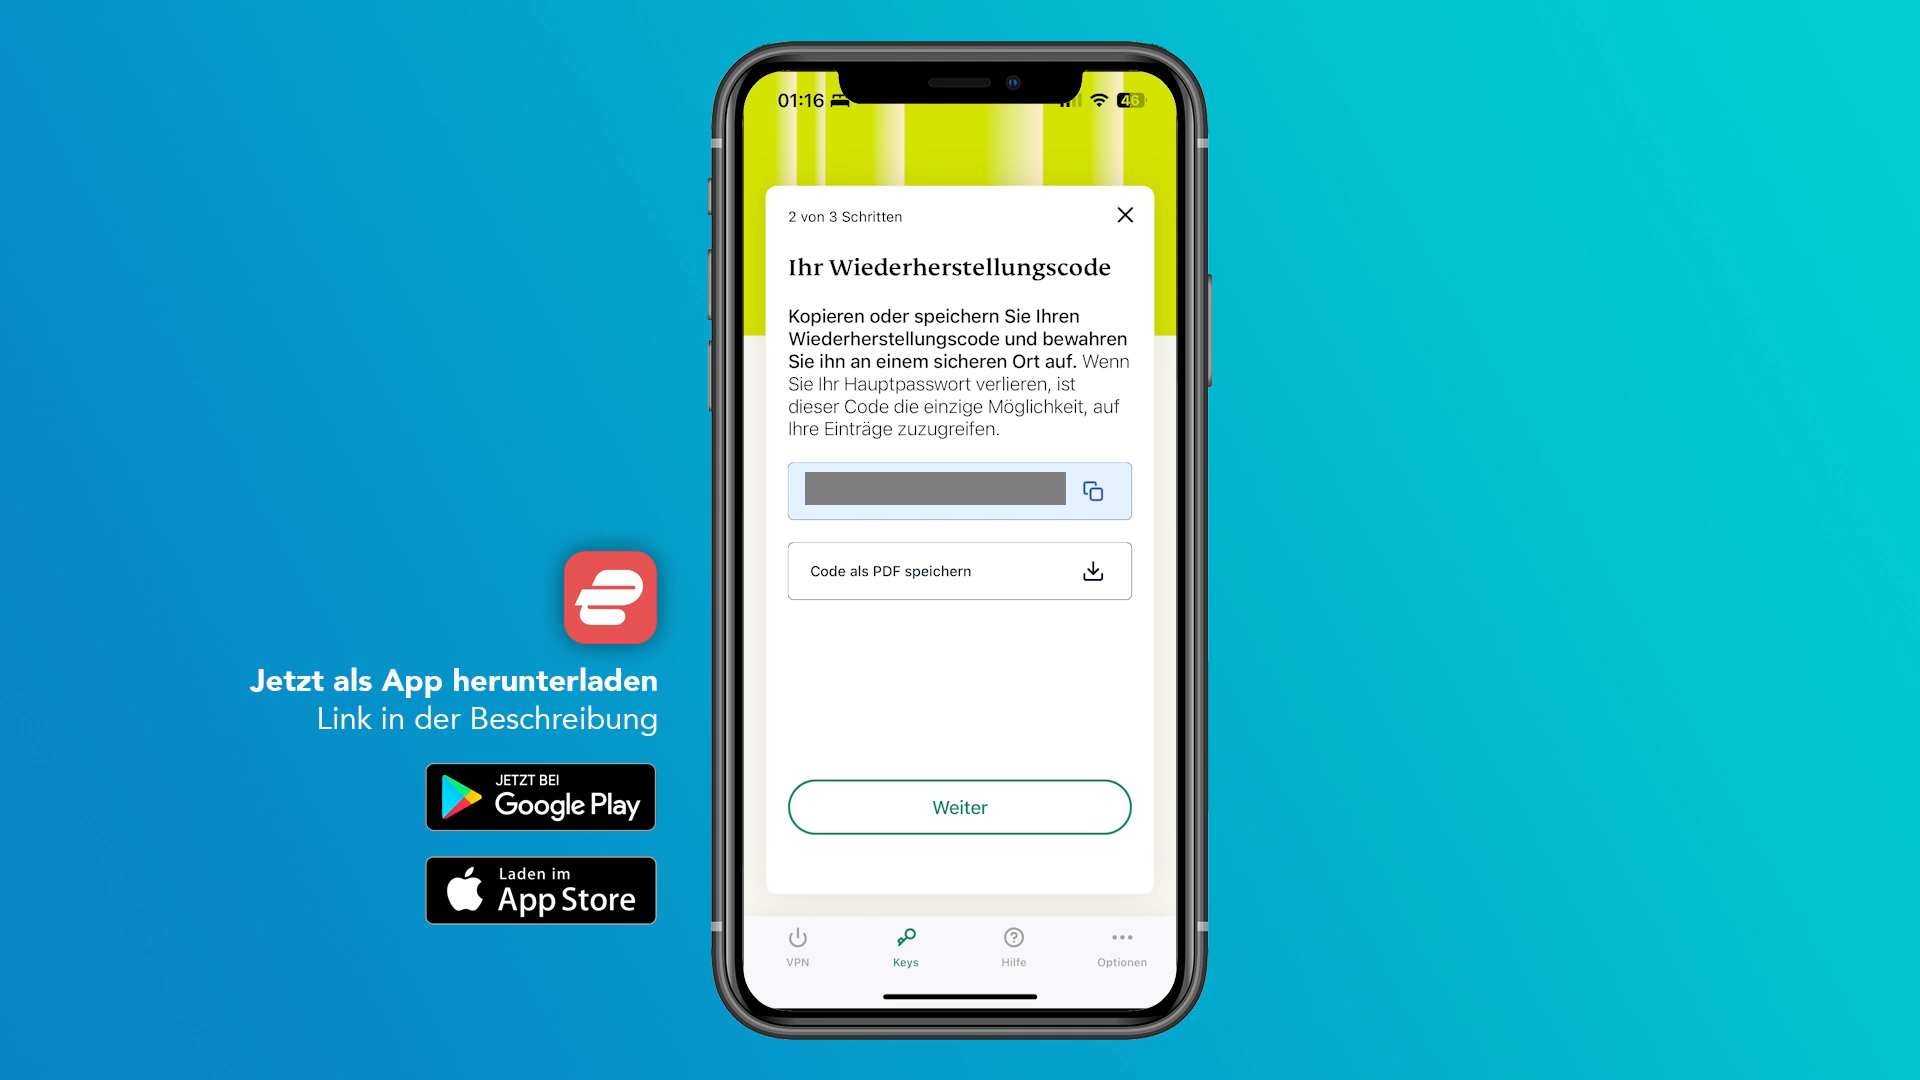 01:16
46
2 von 3 Schritten
Ihr Wiederherstellungscode
Kopieren oder speichern Sie Ihren
Wiederherstellungscode und bewahren
Sie ihn an einem sicheren Ort auf. Wenn
Sie Ihr Hauptpasswort verlieren, ist
dieser Code die einzige Möglichkeit, auf
Ihre Einträge zuzugreifen.
Code als PDF speichern
Weiter
VPN
Keys
Hilfe
Optionen
Jetzt als App herunterladen
Link in der Beschreibung
JETZT BEI
Google Play
Laden im
App Store